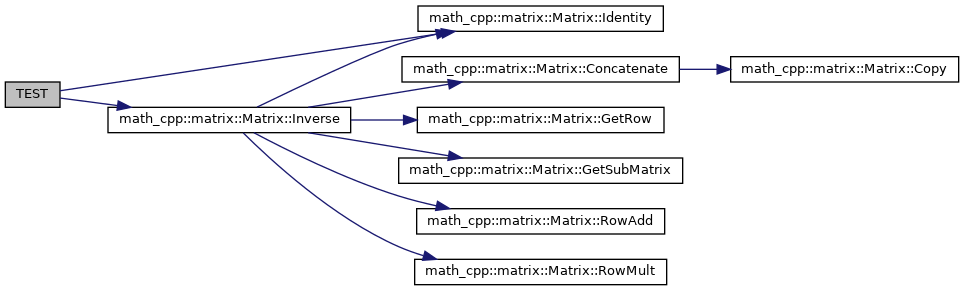 TEST
math_cpp::matrix::Matrix::Inverse
math_cpp::matrix::Matrix::Identity
math_cpp::matrix::Matrix::Concatenate
math_cpp::matrix::Matrix::Copy
math_cpp::matrix::Matrix::GetRow
math_cpp::matrix::Matrix::GetSubMatrix
math_cpp::matrix::Matrix::RowAdd
math_cpp::matrix::Matrix::RowMult